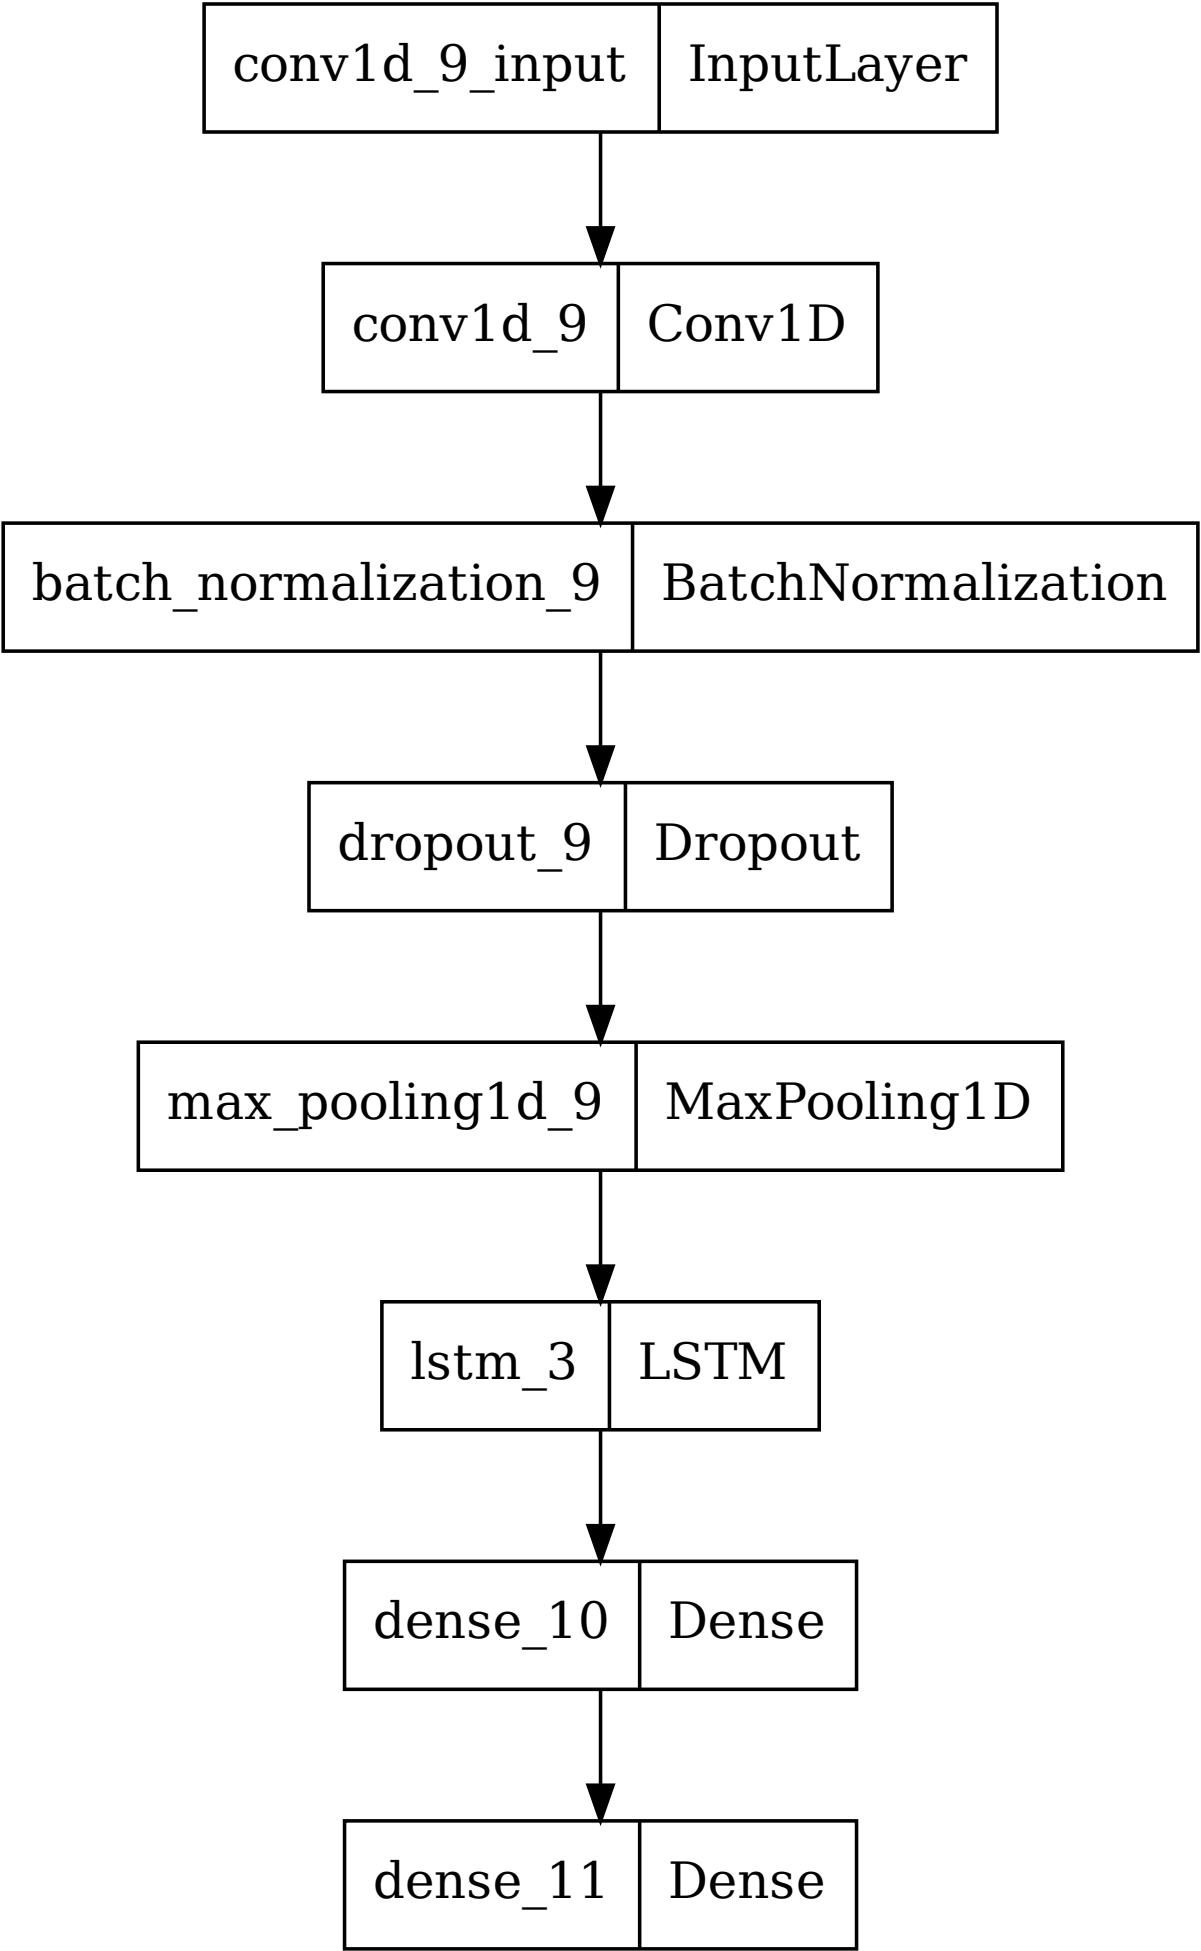 conv1d_9_input InputLayer
conv1d_9 Conv1D
batch_normalization_9 BatchNormalization
dropout_9 Dropout
max_pooling1d_9 MaxPooling1D
lstm_3 LSTM
dense_10 Dense
dense_11 Dense